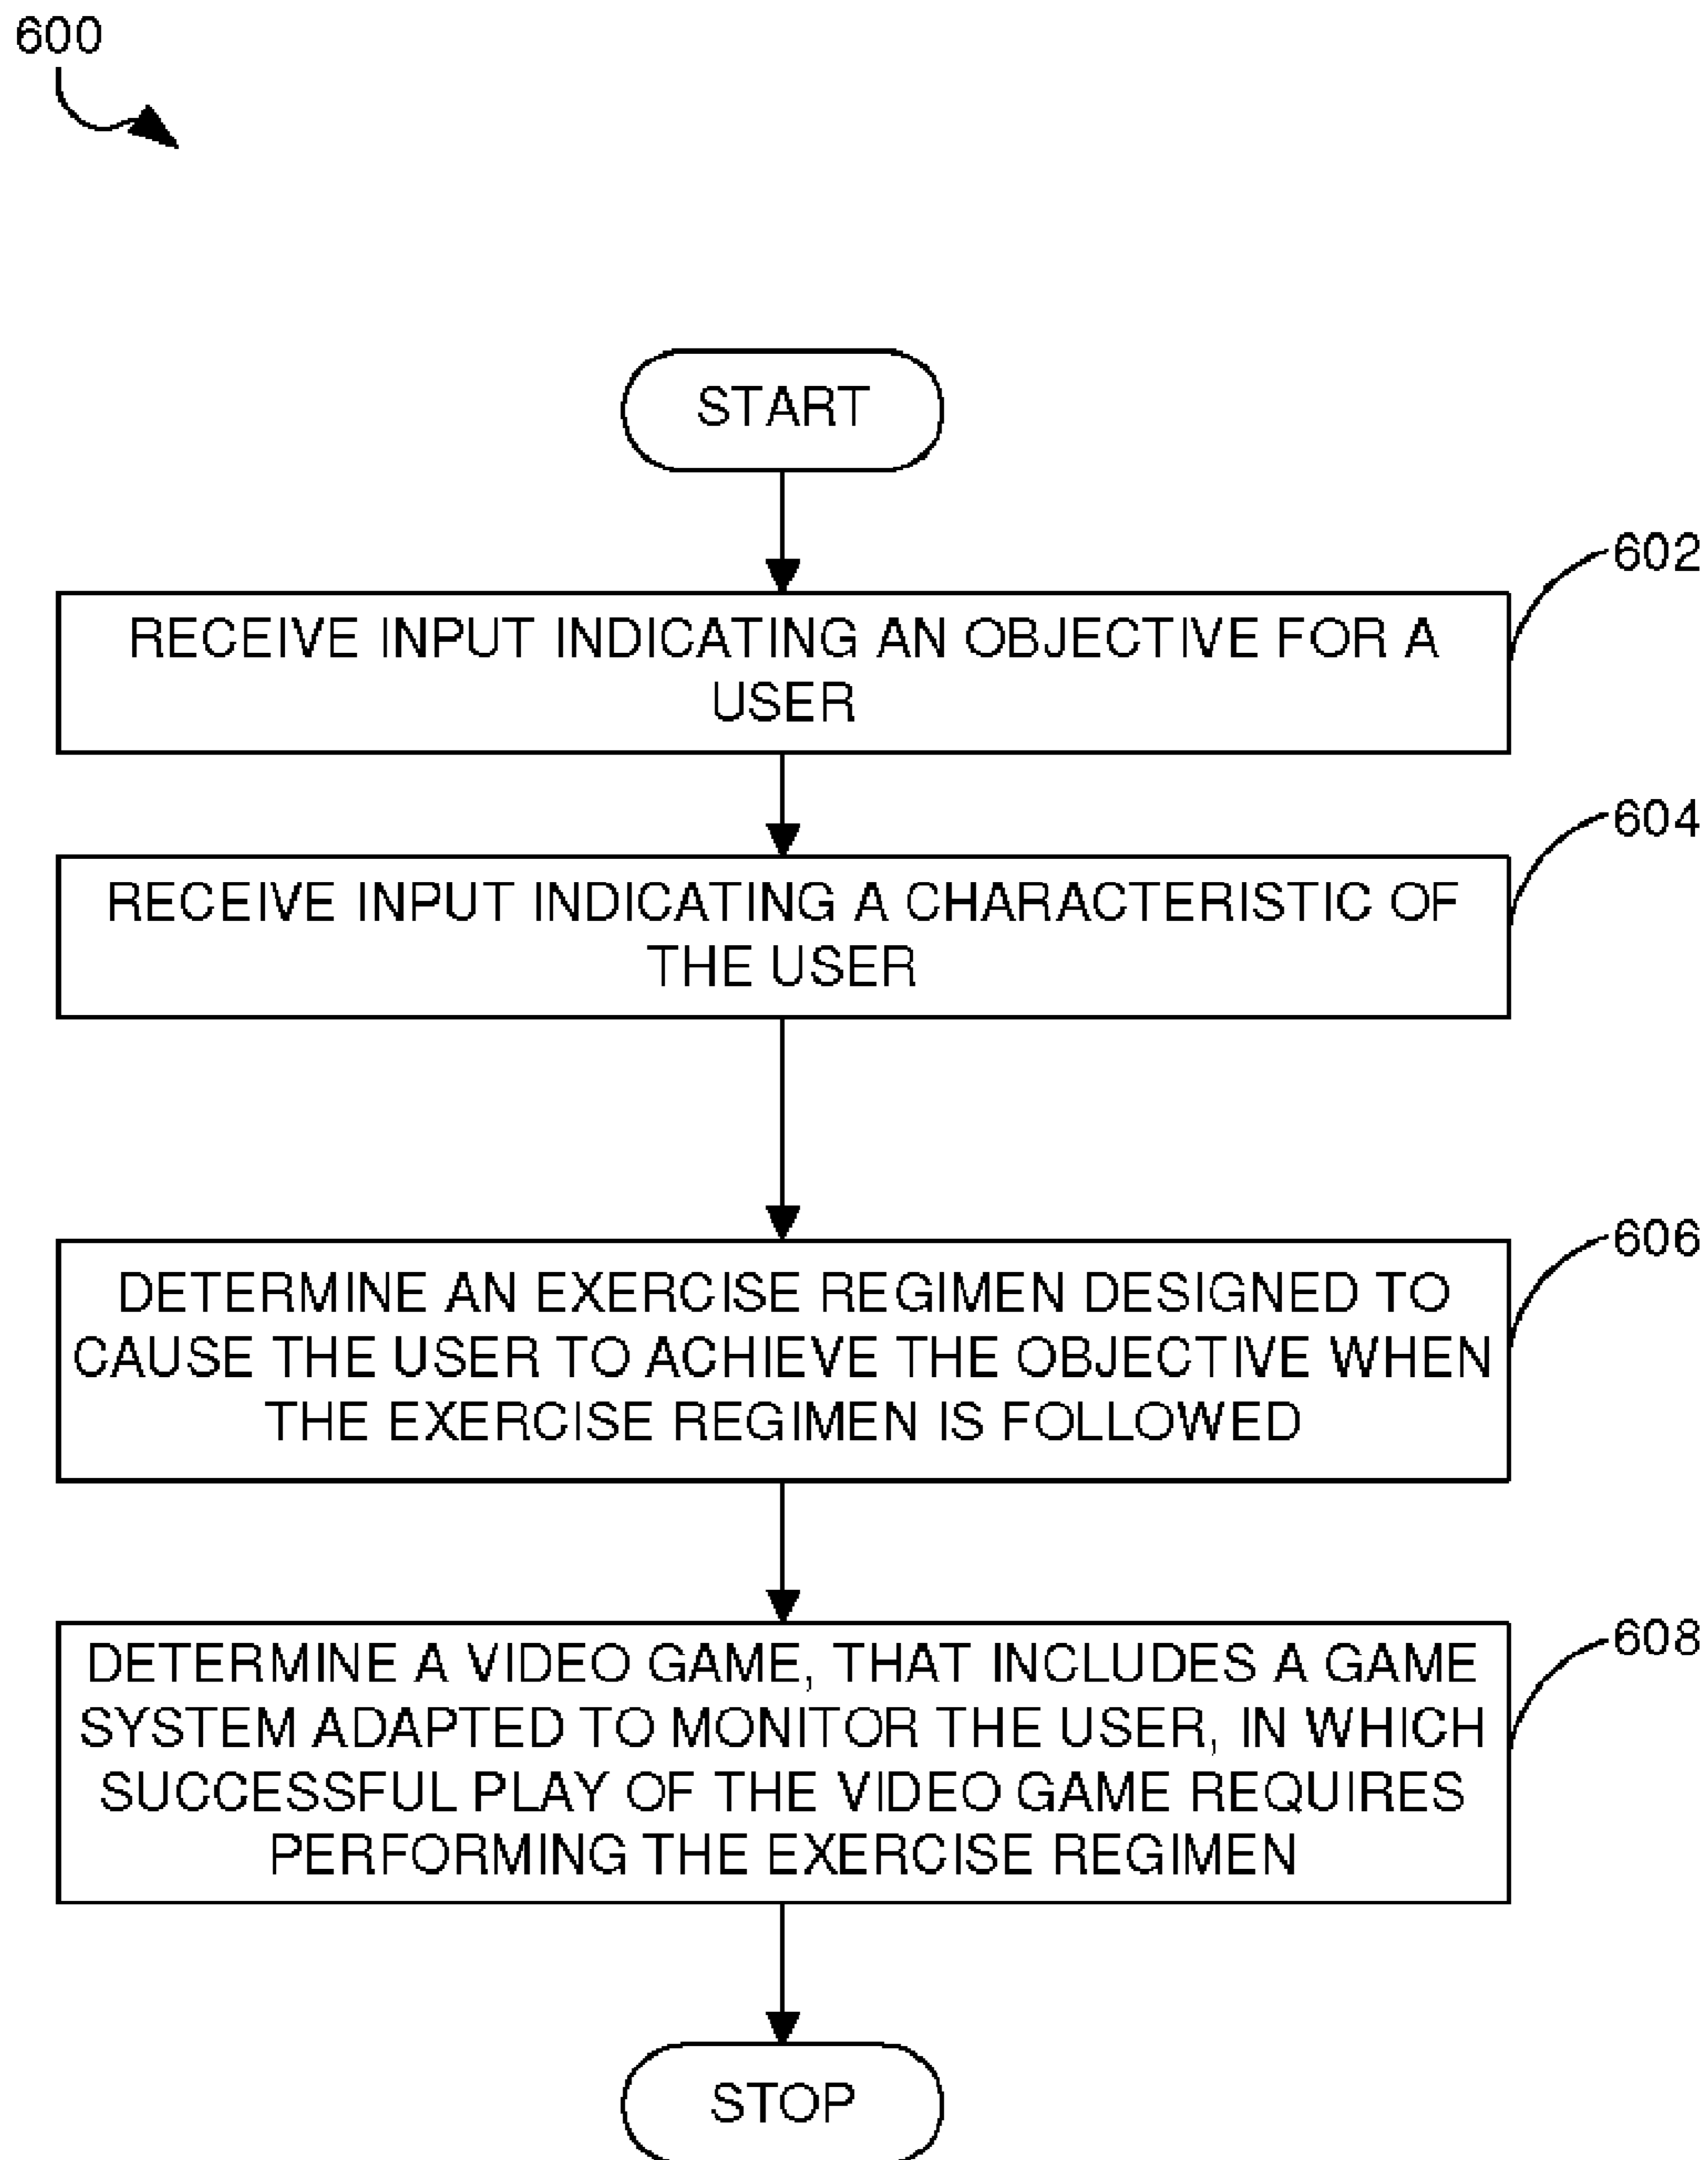 600
START
602
RECEIVE INPUT INDICATING AN OBJECTIVE FOR A
USER
604
RECEIVE INPUT INDICATING A CHARACTERISTIC OF
THE USER
606
DETERMINE AN EXERCISE REGIMEN DESIGNED TO
CAUSE THE USER TO ACHIEVE THE OBJECTIVE WHEN
THE EXERCISE REGIMEN IS FOLLOWED
608
DETERMINE A VIDEO GAME, THAT INCLUDES A GAME
SYSTEM ADAPTED TO MONITOR THE USER, IN WHICH
SUCCESSFUL PLAY OF THE VIDEO GAME REQUIRES
PERFORMING THE EXERCISE REGIMEN
STOP